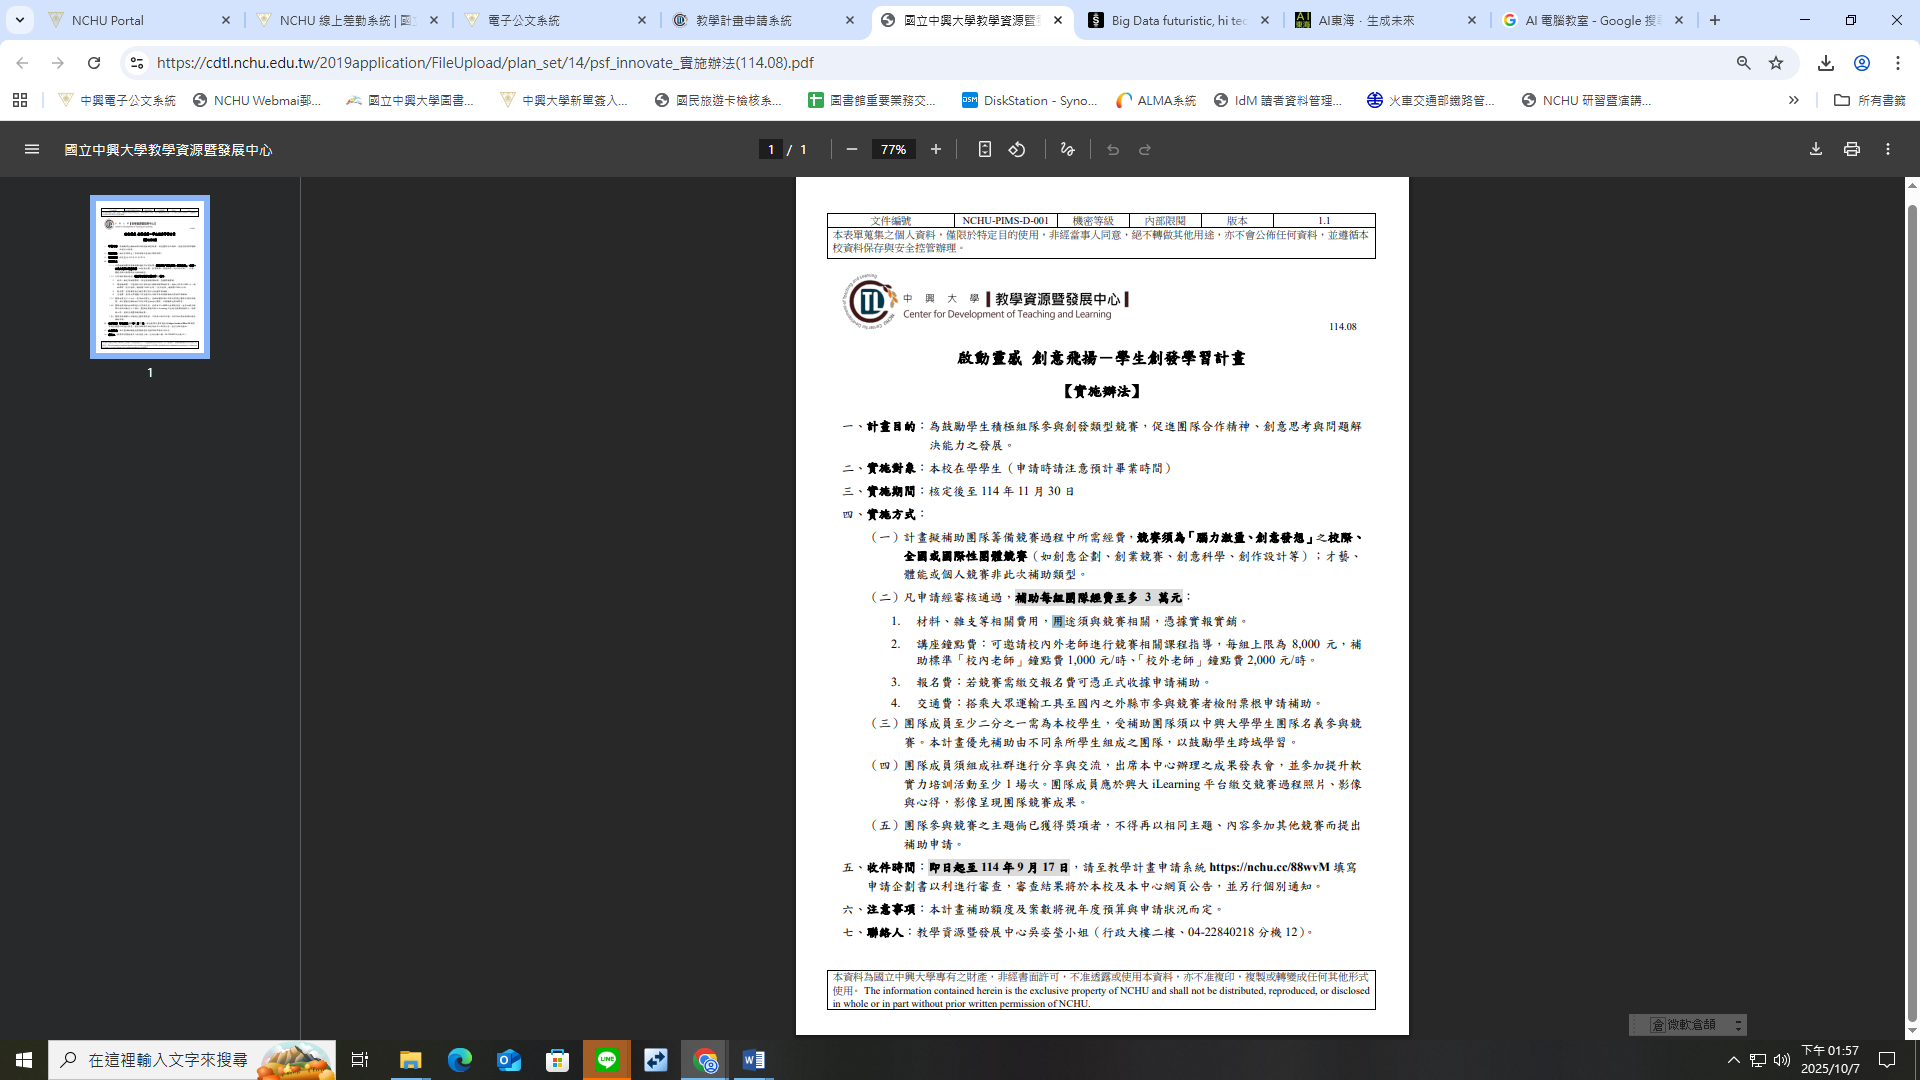 NCHU Portal
NCHU 線上差勤系統 | 國立
電子公文系統
教學計畫申請系統
國立中興大學教學資源暨
Big Data futuristic, hi tec
AI東海 · 生成未來
AI 電腦教室 - Google 搜尋
https://cdtl.nchu.edu.tw/2019application/FileUpload/plan_set/14/psf_innovate_實施辦法(114.08).pdf
中興電子公文系統
NCHU Webmai郵...
國立中興大學圖書...
中興大學新單簽入...
國民旅遊卡檢核系...
圖書館重要業務交...
DiskStation - Syno...
ALMA系統
IdM 讀者資料管理...
火車交通部鐵路管...
NCHU 研習暨演講...
所有書籤
國立中興大學教學資源暨發展中心
1 / 1
77%
1
文件編號 NCHU-PIMS-D-001 機密等級 內部限閱 版本 1.1
本表單蒐集之個人資料，僅限於特定目的使用，非經當事人同意，絕不轉做其他用途，亦不會公佈任何資料，並遵循本
校資料保存與安全控管辦理。
中興大學 教學資源暨發展中心
Center for Development of Teaching and Learning
114.08
啟動靈感 創意飛揚－學生創發學習計畫
【實施辦法】
一、計畫目的：為鼓勵學生積極組隊參與創發類型競賽，促進團隊合作精神、創意思考與問題解
決能力之發展。
二、實施對象：本校在學學生（申請時請注意預計畢業時間）
三、實施期間：核定後至 114 年 11 月 30 日
四、實施方式：
（一）計畫擬補助團隊籌備競賽過程中所需經費，競賽須為「腦力激盪、創意發想」之校際、
全國或國際性團體競賽（如創意企劃、創業競賽、創意科學、創作設計等）；才藝、
體能或個人競賽非此次補助類型。
（二）凡申請經審核通過，補助每組團隊經費至多 3 萬元：
1. 材料、雜支等相關費用，用途須與競賽相關，憑據實報實銷。
2. 講座鐘點費：可邀請校內外老師進行競賽相關課程指導，每組上限為 8,000 元，補
助標準「校內老師」鐘點費 1,000 元/時、「校外老師」鐘點費 2,000 元/時。
3. 報名費：若競賽需繳交報名費可憑正式收據申請補助。
4. 交通費：搭乘大眾運輸工具至國內之外縣市參與競賽者檢附票根申請補助。
（三）團隊成員至少二分之一需為本校學生，受補助團隊須以中興大學學生團隊名義參與競
賽。本計畫優先補助由不同系所學生組成之團隊，以鼓勵學生跨域學習。
（四）團隊成員須組成社群進行分享與交流，出席本中心辦理之成果發表會，並參加提升軟
實力培訓活動至少 1 場次。團隊成員應於興大 iLearning 平台繳交競賽過程照片、影像
與心得，影像呈現團隊競賽成果。
（五）團隊參與競賽之主題倘已獲得獎項者，不得再以相同主題、內容參加其他競賽而提出
補助申請。
五、收件時間：即日起至 114 年 9 月 17 日，請至教學計畫申請系統 https://nchu.cc/88wvM 填寫
申請企劃書以利進行審查，審查結果將於本校及本中心網頁公告，並另行個別通知。
六、注意事項：本計畫補助額度及案數將視年度預算與申請狀況而定。
七、聯絡人：教學資源暨發展中心吳姿瑩小姐（行政大樓二樓、04-22840218 分機 12）。
本資料為國立中興大學專有之財產，非經書面許可，不准透露或使用本資料，亦不准複印，複製或轉變成任何其他形式
使用。 The information contained herein is the exclusive property of NCHU and shall not be distributed, reproduced, or disclosed
in whole or in part without prior written permission of NCHU.
倉 微軟倉頡
在這裡輸入文字來搜尋
LINE
下午 01:57
2025/10/7